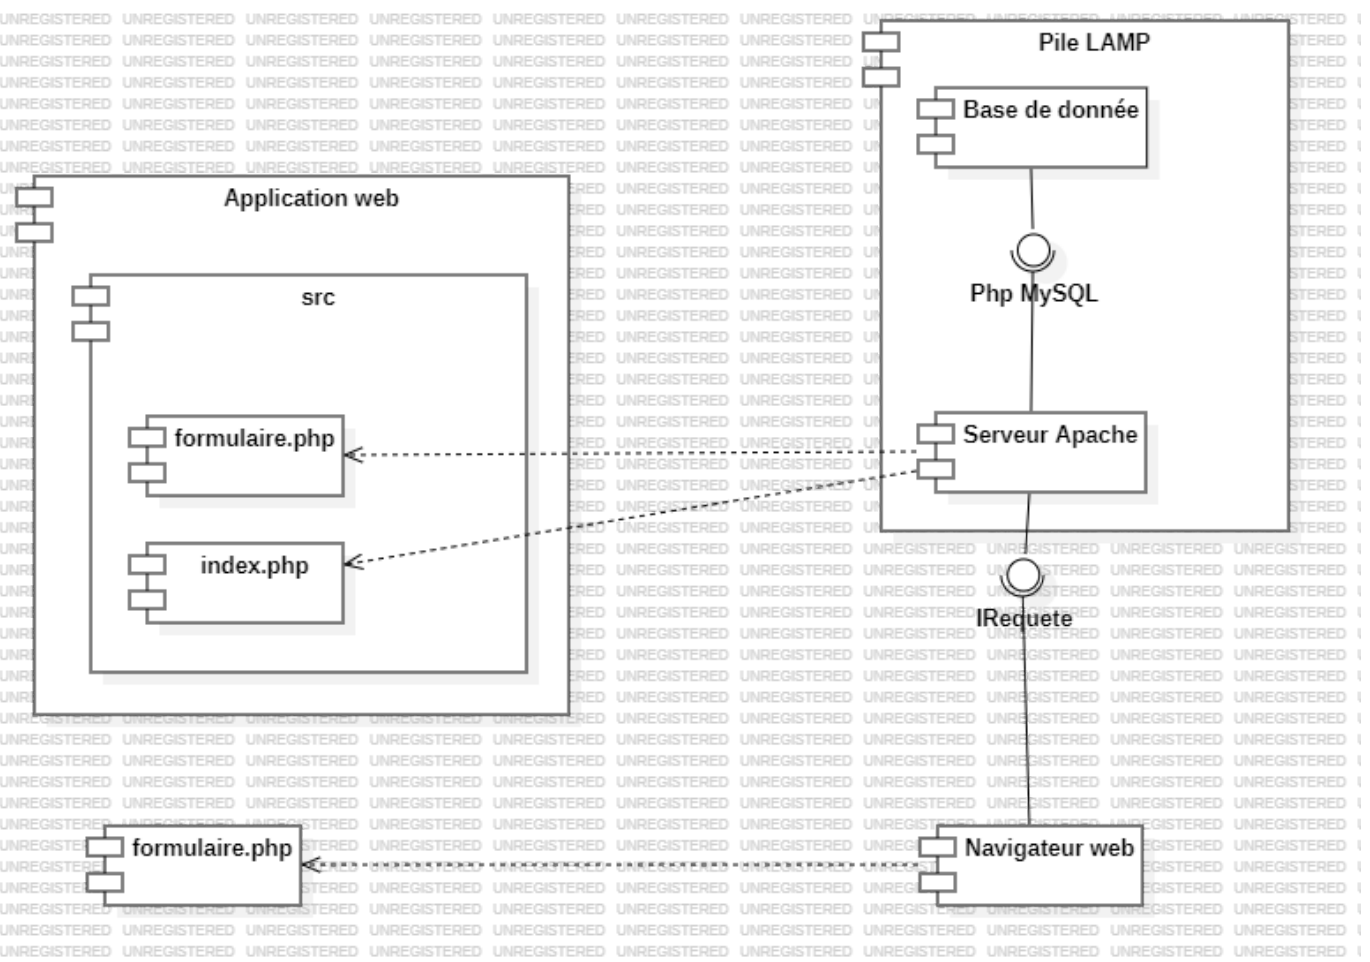 UNREGISTERED
Pile LAMP
Base de donnée
Php MySQL
Serveur Apache
IRequete
Application web
src
formulaire.php
index.php
formulaire.php
Navigateur web